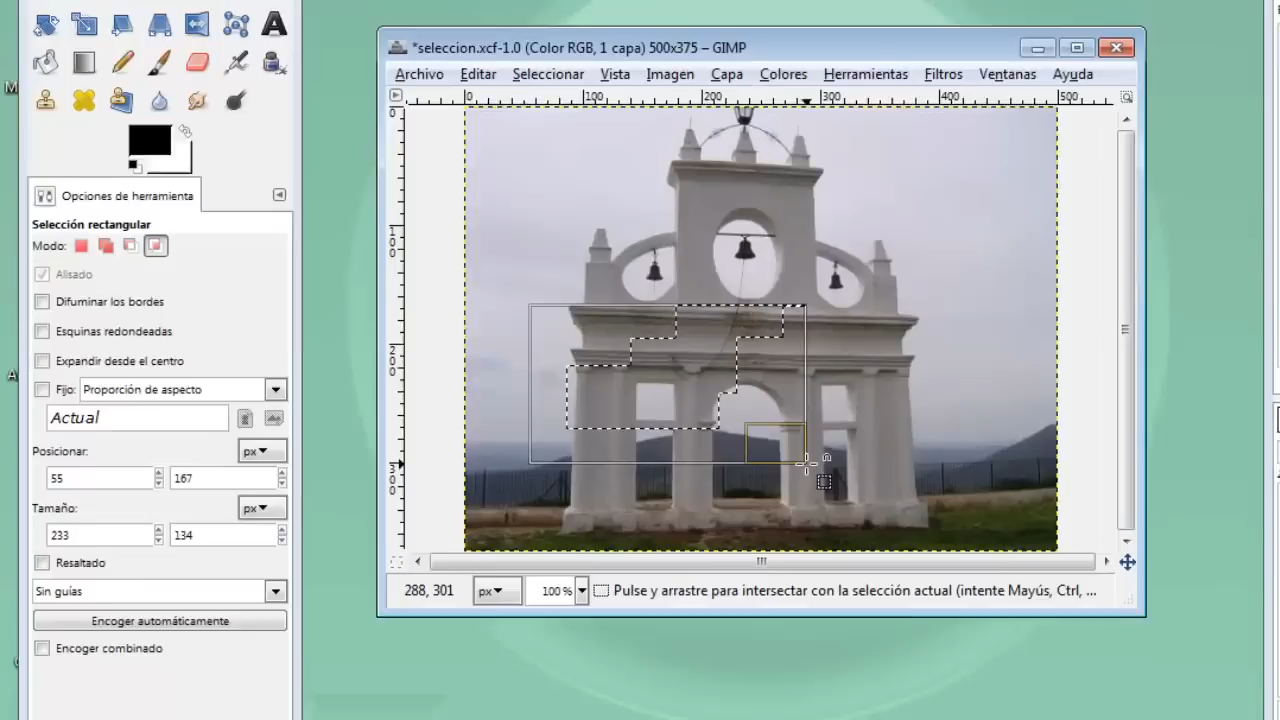 *seleccion.xcf-1.0 (Color RGB, 1 capa) 500x375 – GIMP
Archivo Editar Seleccionar Vista Imagen Capa Colores Herramientas Filtros Ventanas Ayuda
0 100 200 300 400 500
0
100
200
300
Opciones de herramienta
Selección rectangular
Modo:
Alisado
Difuminar los bordes
Esquinas redondeadas
Expandir desde el centro
Fijo: Proporción de aspecto
Actual
Posicionar: px
55 167
Tamaño: px
233 134
Resaltado
Sin guías
Encoger automáticamente
Encoger combinado
288, 301 px 100 % Pulse y arrastre para intersectar con la selección actual (intente Mayús, Ctrl, ...